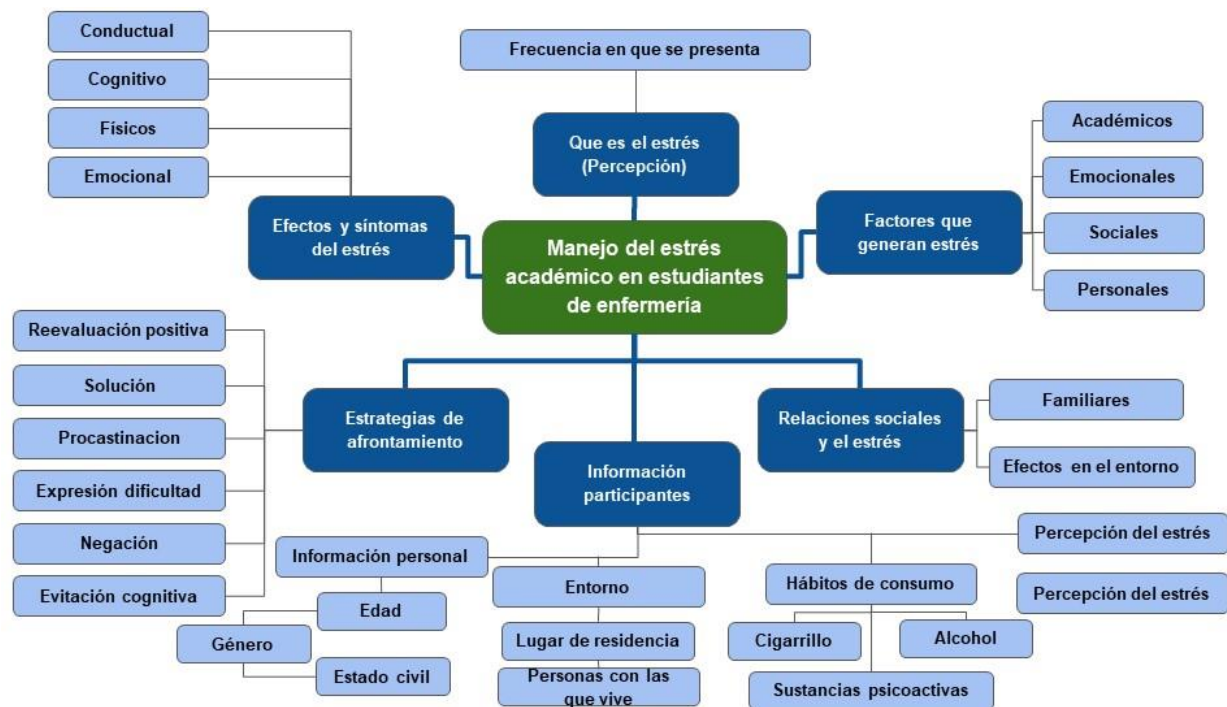 Conductual
Cognitivo
Físicos
Emocional
Efectos y síntomas
del estrés
Frecuencia en que se presenta
Que es el estrés
(Percepción)
Manejo del estrés
académico en estudiantes
de enfermería
Factores que
generan estrés
Académicos
Emocionales
Sociales
Personales
Reevaluación positiva
Solución
Procastinacion
Expresión dificultad
Negación
Evitación cognitiva
Estrategias de
afrontamiento
Información
participantes
Relaciones sociales
y el estrés
Familiares
Efectos en el entorno
Información personal
Edad
Género
Estado civil
Entorno
Lugar de residencia
Personas con las
que vive
Hábitos de consumo
Cigarrillo
Alcohol
Sustancias psicoactivas
Percepción del estrés
Percepción del estrés